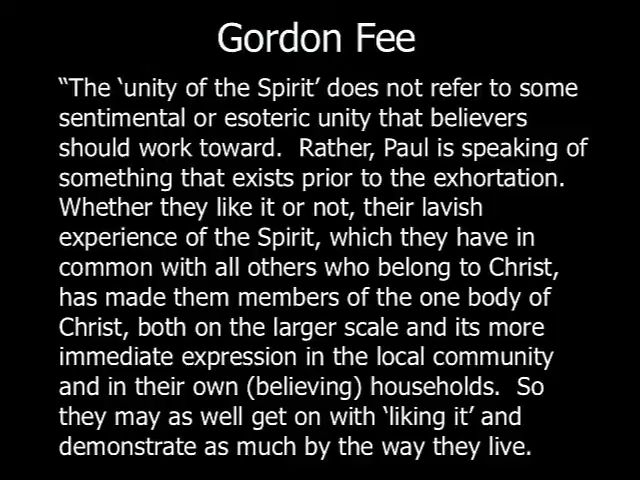 Gordon Fee
“The ‘unity of the Spirit’ does not refer to some
sentimental or esoteric unity that believers
should work toward.  Rather, Paul is speaking of
something that exists prior to the exhortation.
Whether they like it or not, their lavish
experience of the Spirit, which they have in
common with all others who belong to Christ,
has made them members of the one body of
Christ, both on the larger scale and its more
immediate expression in the local community
and in their own (believing) households.  So
they may as well get on with ‘liking it’ and
demonstrate as much by the way they live.